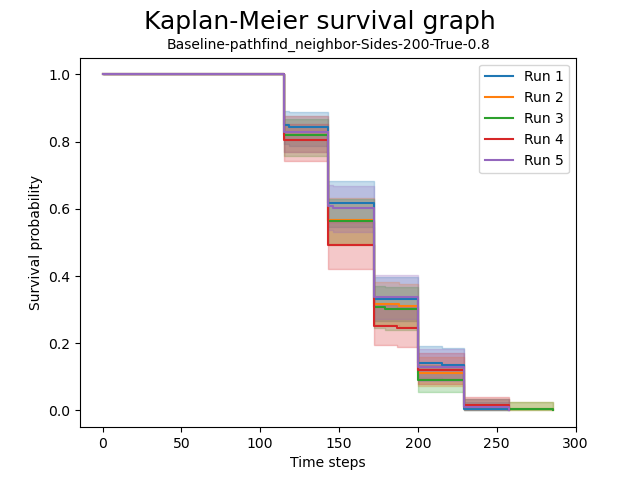 Kaplan-Meier survival graph
Baseline-pathfind_neighbor-Sides-200-True-0.8
Survival probability
1.0
0.8
0.6
0.4
0.2
0.0
Run 1
Run 2
Run 3
Run 4
Run 5
0 50 100 150 200 250 300
Time steps